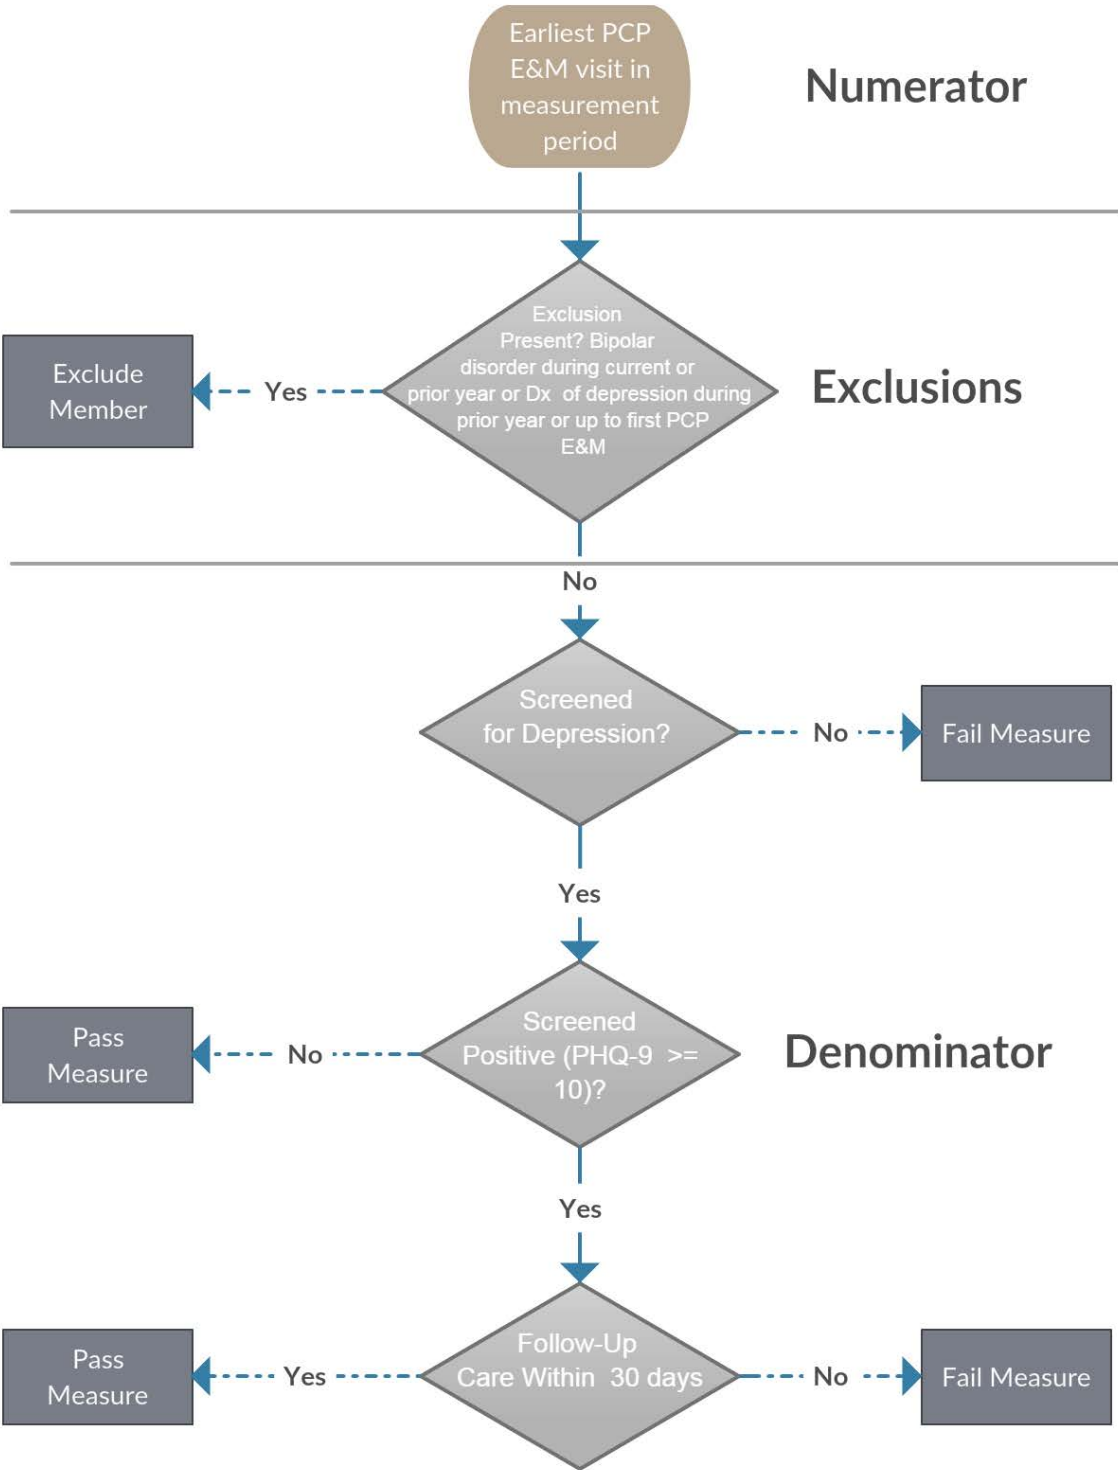 Earliest PCP
E&M visit in
measurement
period
Numerator
Exclusion
Present? Bipolar
disorder during current or
prior year or Dx of depression during
prior year or up to first PCP
E&M
Yes
Exclude
Member
Exclusions
No
Screened
for Depression?
No
Fail Measure
Yes
Screened
Positive (PHQ-9 >=
10)?
No
Pass
Measure
Denominator
Yes
Follow-Up
Care Within 30 days
Yes
Pass
Measure
No
Fail Measure